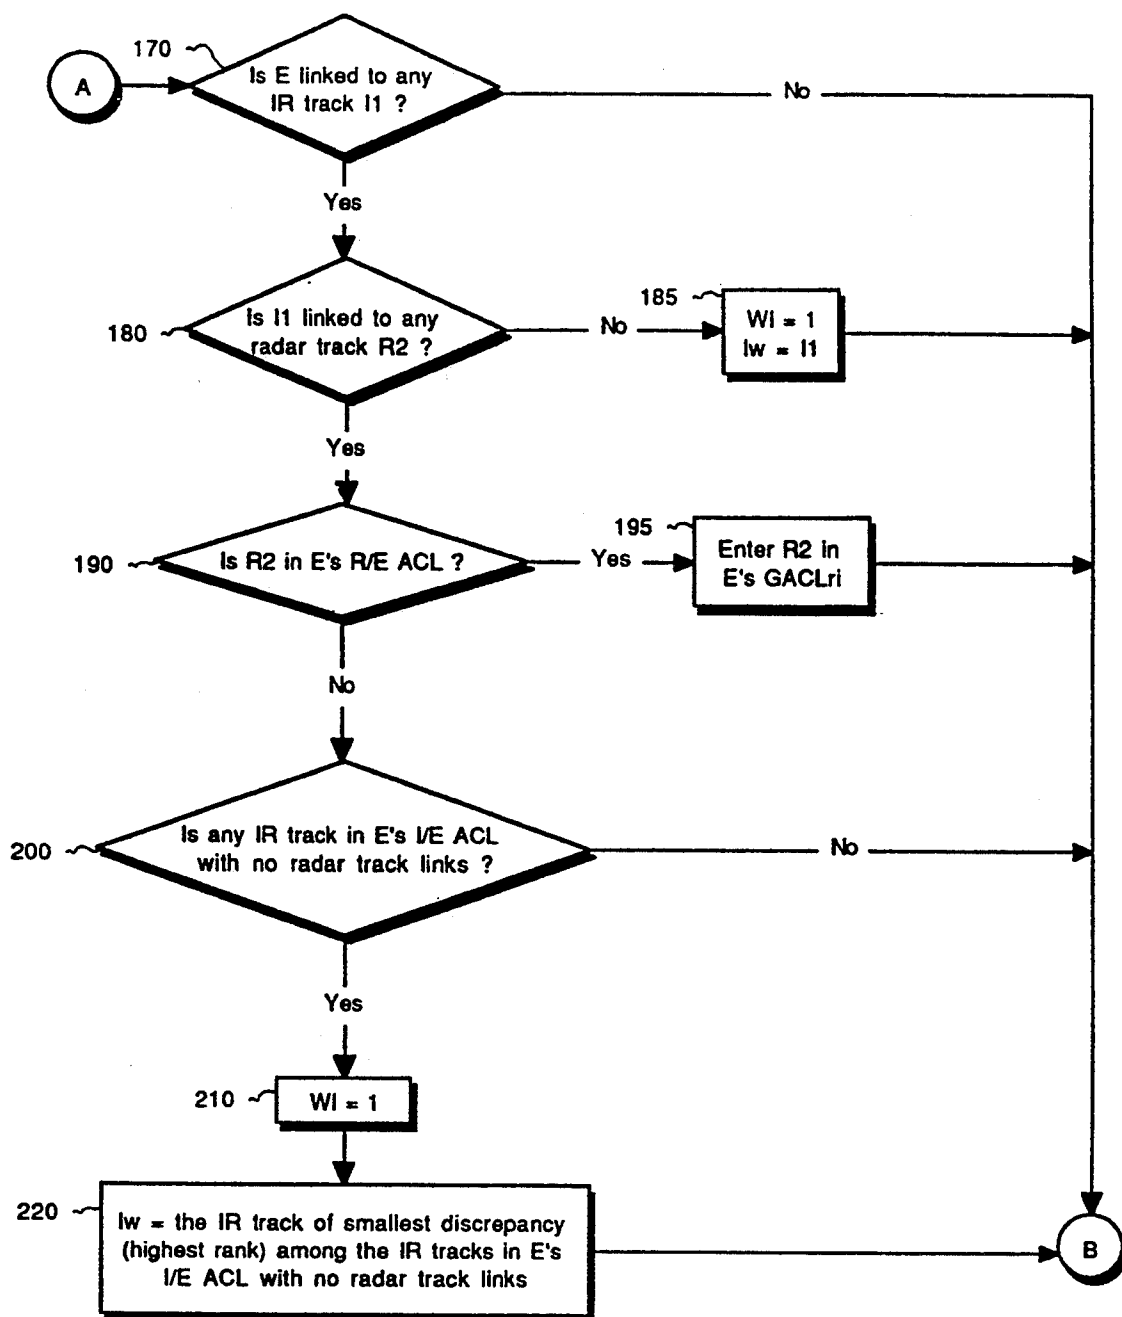 170
A
Is E linked to any
IR track I1 ?
No
Yes
180
Is I1 linked to any
radar track R2 ?
No
185
WI = 1
Iw = I1
Yes
190
Is R2 in E's R/E ACL ?
Yes
195
Enter R2 in
E's GACLri
No
200
Is any IR track in E's I/E ACL
with no radar track links ?
No
Yes
210
WI = 1
220
Iw = the IR track of smallest discrepancy
(highest rank) among the IR tracks in E's
I/E ACL with no radar track links
B